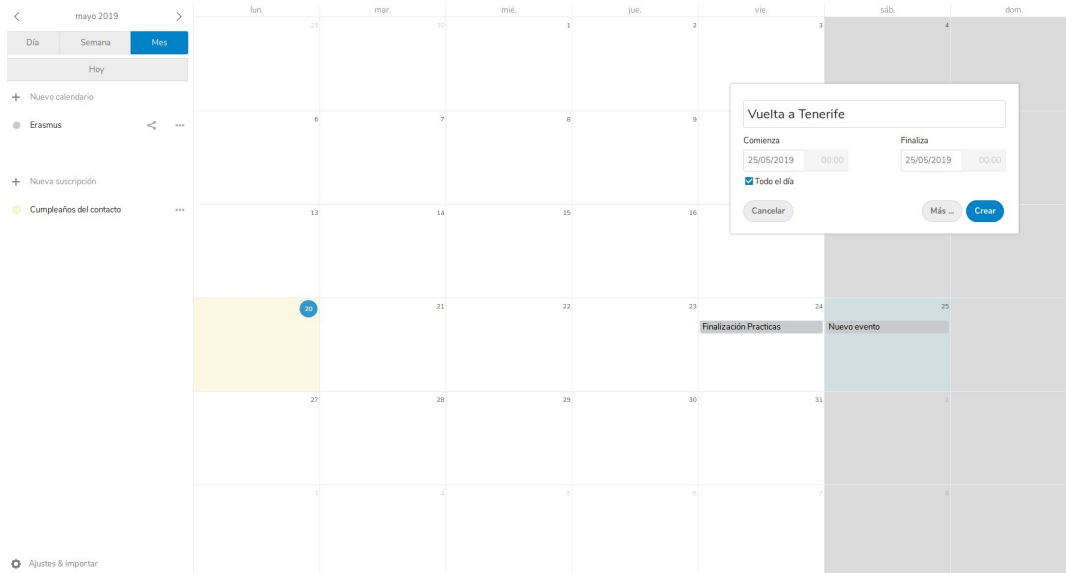 mayo 2019
Día Semana Mes
Hoy
Nuevo calendario
Erasmus
Nueva suscripción
Cumpleaños del contacto
Ajustes & importar
lun. mar. mié. jue. vie. sáb. dom.
29 30 1 2 3 4
6 7 8 9
13 14 15 16
20 21 22 23 24 25
Finalización Practicas Nuevo evento
27 28 29 30 31 1
3 4 5 6 7 8
Vuelta a Tenerife
Comienza Finaliza
25/05/2019 00:00 25/05/2019 00:00
Todo el día
Cancelar Más ... Crear